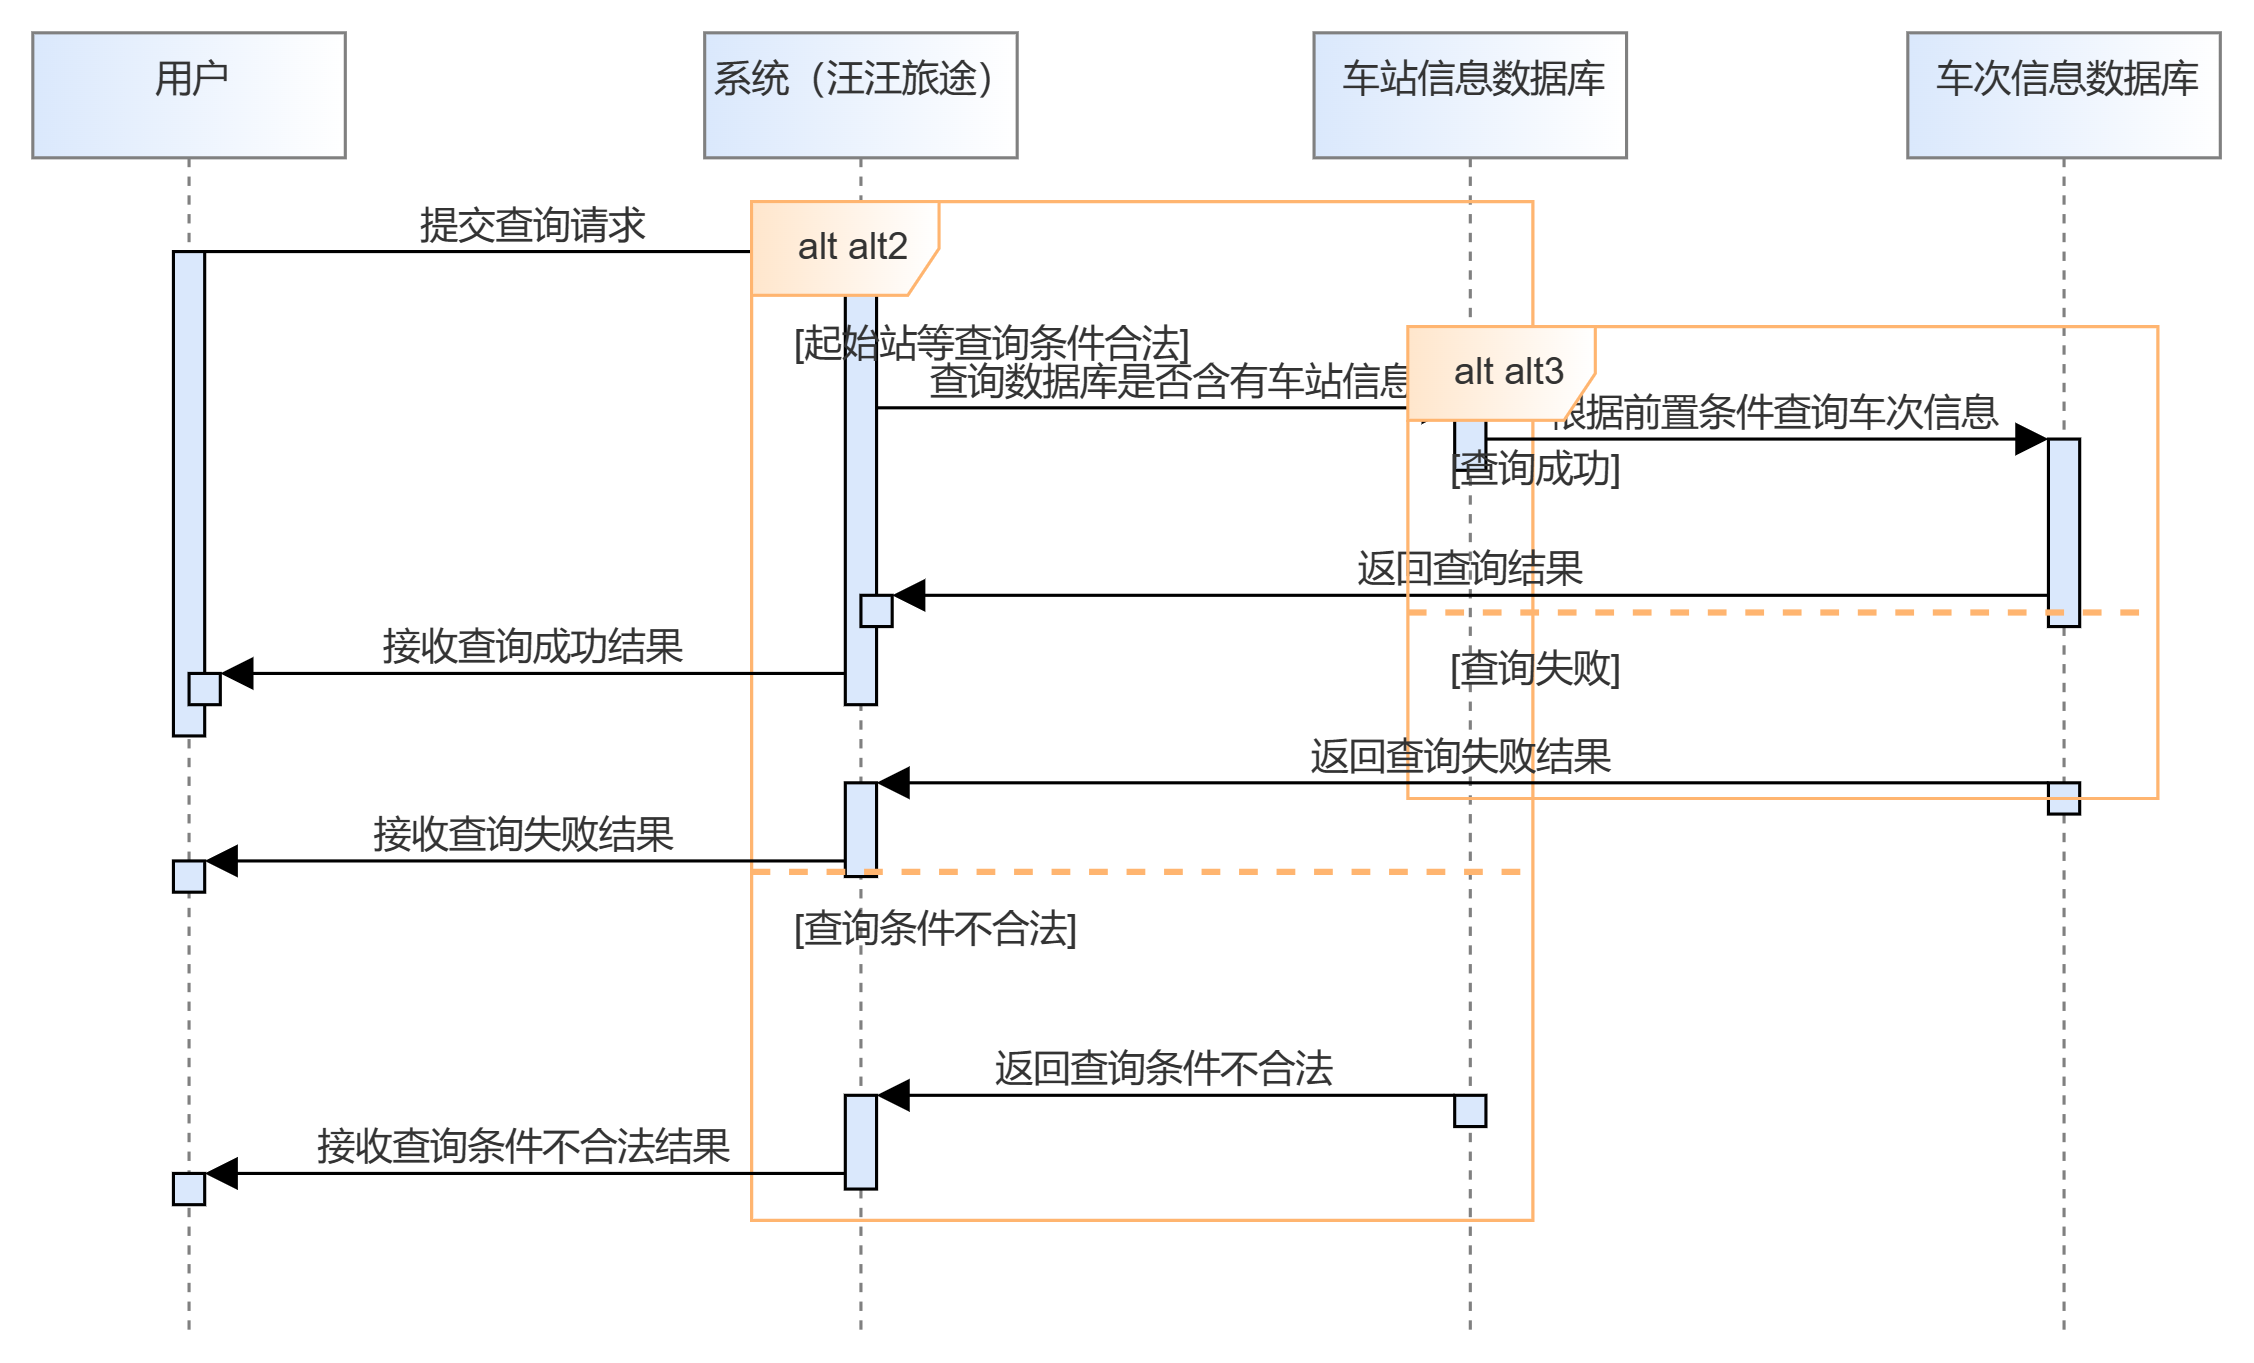 用户
系统（汪汪旅途）
车站信息数据库
车次信息数据库
提交查询请求
alt alt2
[起始站等查询条件合法]
查询数据库是否含有车站信息
alt alt3
根据前置条件查询车次信息
[查询成功]
返回查询结果
接收查询成功结果
[查询失败]
返回查询失败结果
接收查询失败结果
[查询条件不合法]
返回查询条件不合法
接收查询条件不合法结果